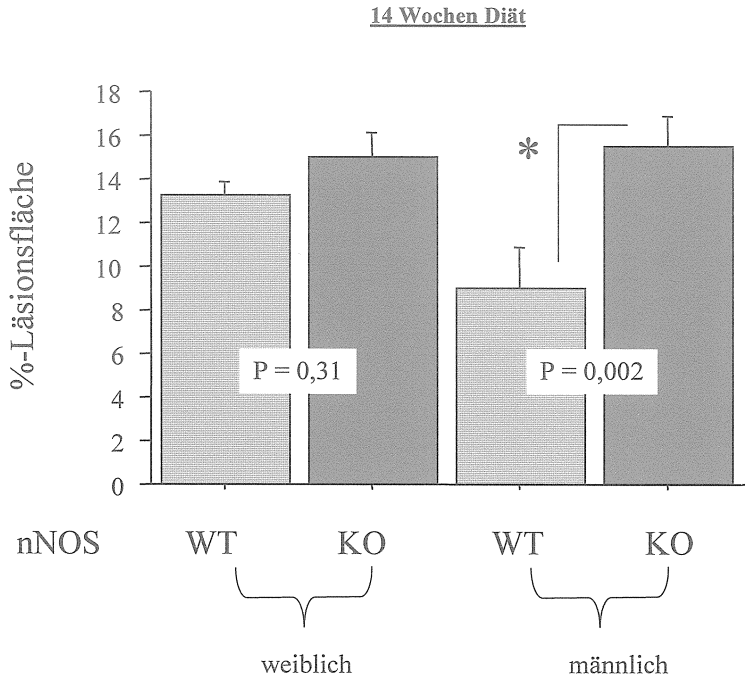 14 Wochen Diät
%-Läsionsfläche
18
16
14
12
10
8
6
4
2
0
*
P = 0,31
P = 0,002
nNOS WT KO WT KO
weiblich männlich